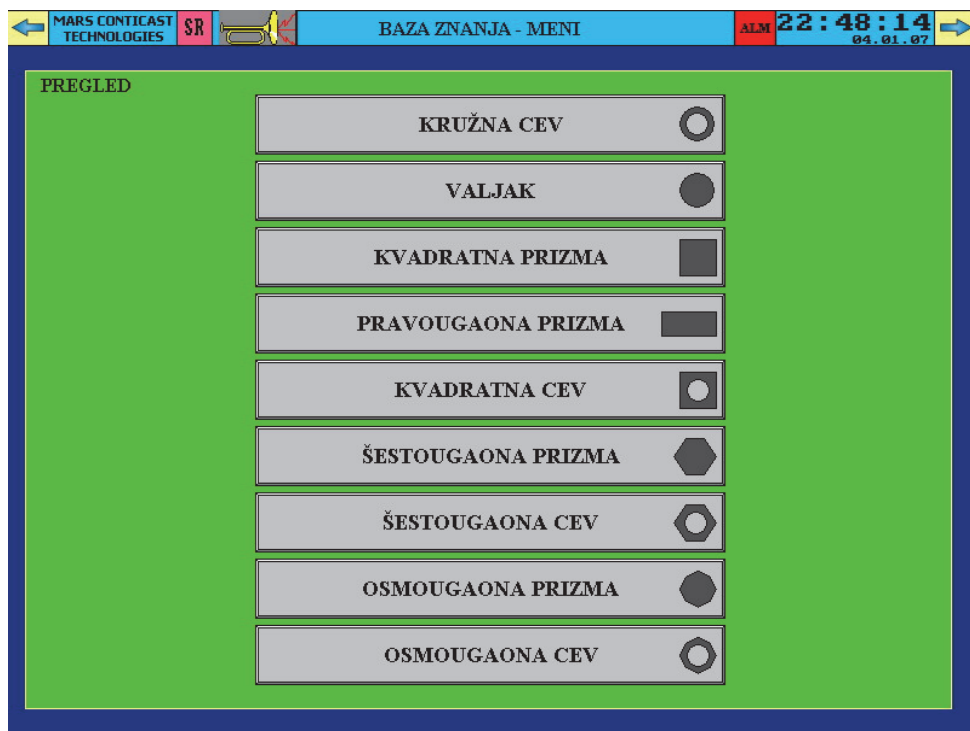 MARS CONTICAST
TECHNOLOGIES
SR
BAZA ZNANJA - MENI
ALM
22:48:14
04.01.07
PREGLED
KRUŽNA CEV
VALJAK
KVADRATNA PRIZMA
PRAVOUGAONA PRIZMA
KVADRATNA CEV
ŠESTOUGAONA PRIZMA
ŠESTOUGAONA CEV
OSMOUGAONA PRIZMA
OSMOUGAONA CEV